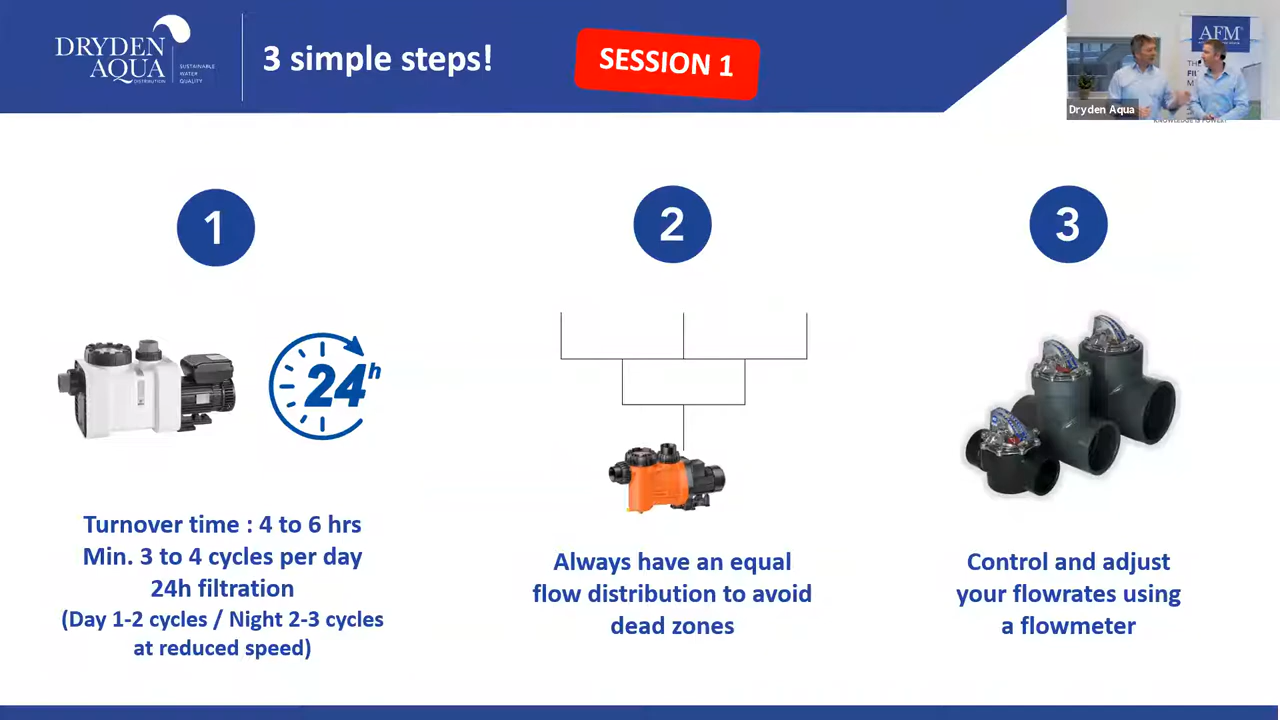 DRYDEN
AQUA
DISTRIBUTION
SUSTAINABLE
WATER
QUALITY
3 simple steps!
SESSION 1
AFM
THE
FIL
M
Dryden Aqua
1
2
3
24h
Turnover time : 4 to 6 hrs
Min. 3 to 4 cycles per day
24h filtration
(Day 1-2 cycles / Night 2-3 cycles
at reduced speed)
Always have an equal
flow distribution to avoid
dead zones
Control and adjust
your flowrates using
a flowmeter